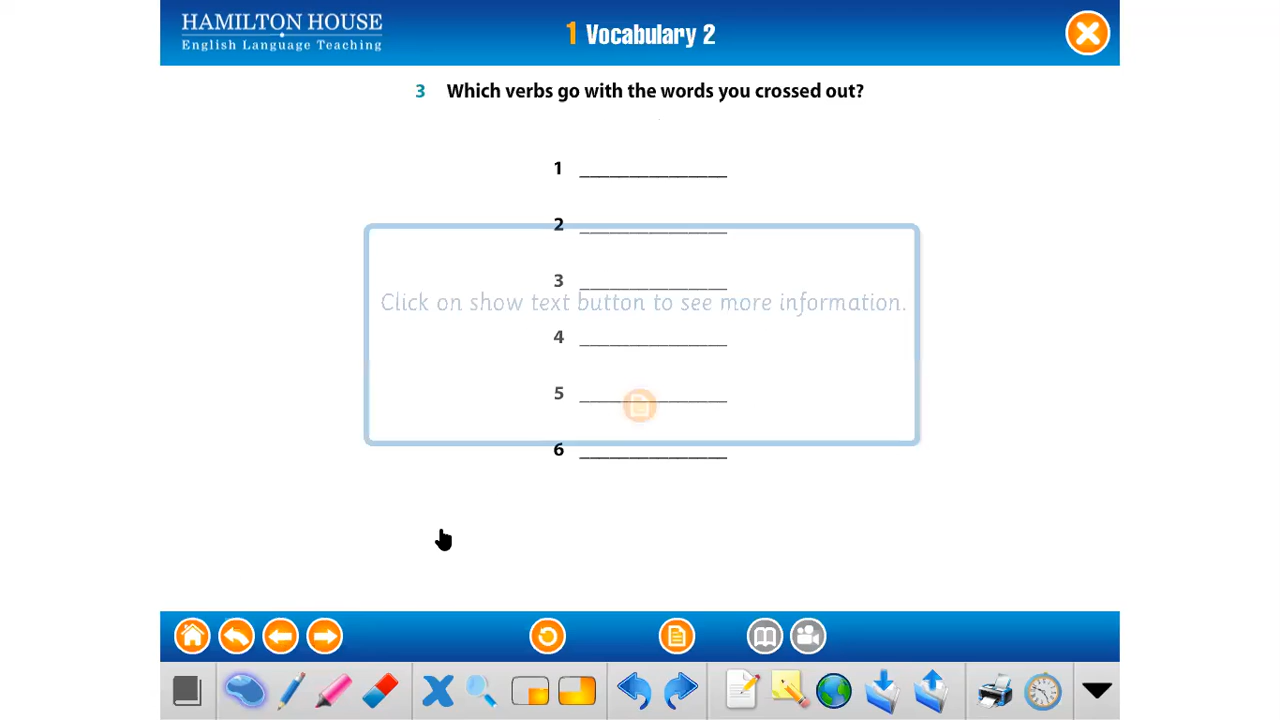 HAMILTON HOUSE
English Language Teaching
1 Vocabulary 2
3 Which verbs go with the words you crossed out?
1 _______________
2 _______________
3 _______________
Click on show text button to see more information.
4 _______________
5 _______________
6 _______________